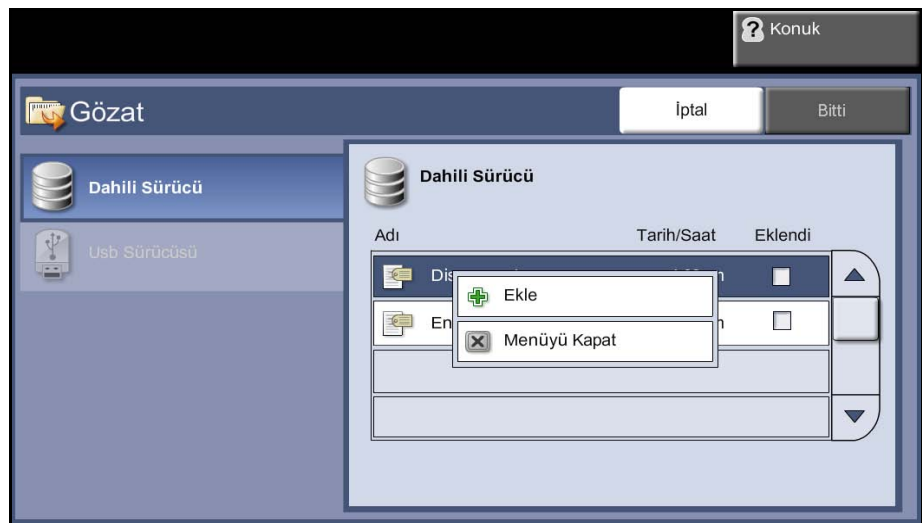 Konuk
Gözat
İptal
Bitti
Dahili Sürücü
Usb Sürücüsü
Dahili Sürücü
Adı Tarih/Saat Eklendi
Ekle
Menüyü Kapat